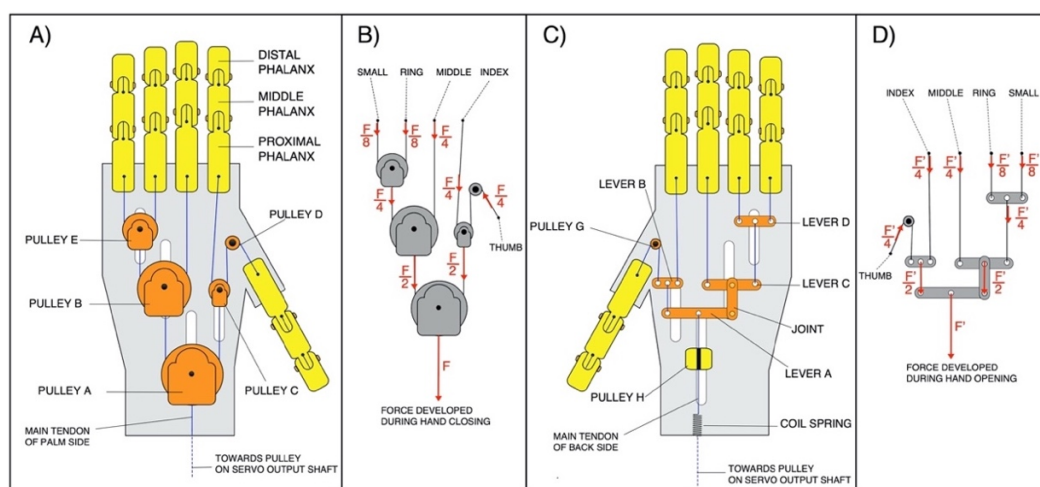 A)
DISTAL
PHALANX
MIDDLE
PHALANX
PROXIMAL
PHALANX
PULLEY D
PULLEY E
PULLEY B
PULLEY A
PULLEY C
MAIN TENDON
OF PALM SIDE
TOWARDS PULLEY
ON SERVO OUTPUT SHAFT
B)
SMALL RING MIDDLE INDEX
F/8 F/8 F/4
F/4 F/4 F/4
THUMB
F/2 F/2
F
FORCE DEVELOPED
DURING HAND CLOSING
C)
LEVER B
PULLEY G
LEVER D
LEVER C
JOINT
LEVER A
PULLEY H
COIL SPRING
MAIN TENDON
OF BACK SIDE
TOWARDS PULLEY
ON SERVO OUTPUT SHAFT
D)
INDEX MIDDLE RING SMALL
F'/4 F'/4 F'/8 F'/8
F'/4
F'/4
THUMB
F'/2 F'/2
F'
FORCE DEVELOPED
DURING HAND OPENING